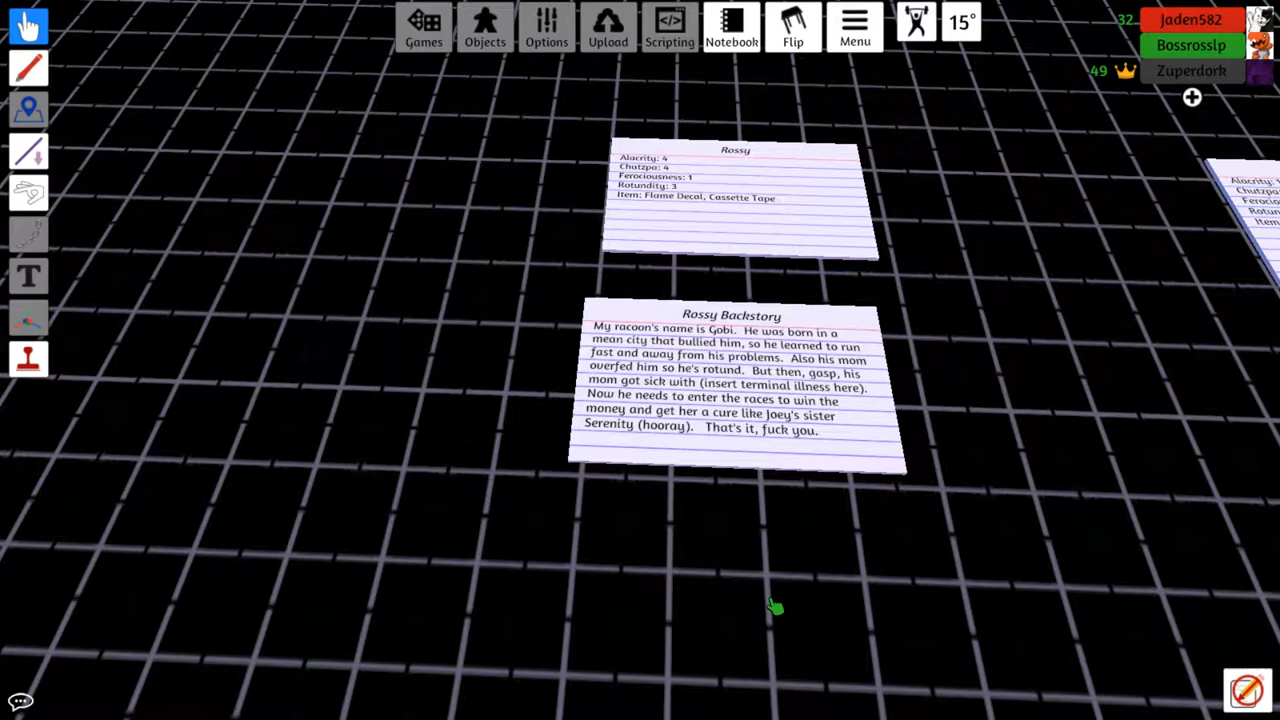 Games
Objects
Options
Upload
Scripting
Notebook
Flip
Menu
15°
32 Jaden582
Bossrosslp
49 Zuperdork
Rossy
Alacrity: 4
Chutzpa: 4
Ferociousness: 1
Rotundity: 3
Item: Flame Decal, Cassette Tape
Alacrity:
Chutzpa:
Rossy Backstory
My racoon's name is Gobi. He was born in a
mean city that bullied him, so he learned to run
fast and away from his problems. Also his mom
overfed him so he's rotund. But then, gasp, his
mom got sick with (insert terminal illness here).
Now he needs to enter the races to win the
money and get her a cure like Joey's sister
Serenity (hooray). That's it, fuck you.
T